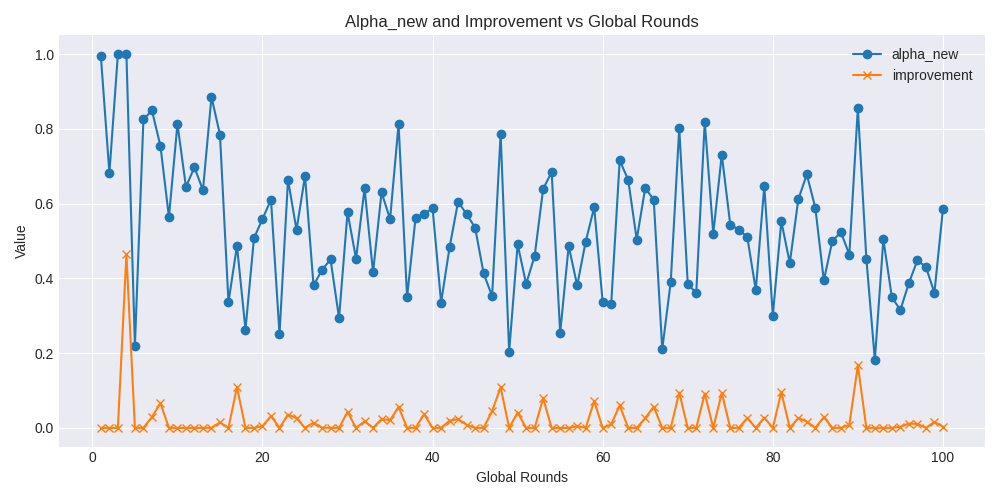 Alpha_new and Improvement vs Global Rounds
alpha_new
improvement
1.0
0.8
0.6
0.4
0.2
0.0
Value
0 20 40 60 80 100
Global Rounds